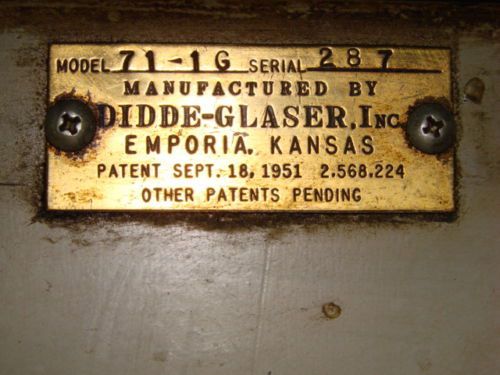 MODEL 71-1G SERIAL 287
MANUFACTURED BY
DIDDE-GLASER, INC
EMPORIA, KANSAS
PATENT SEPT. 18, 1951 2.568.224
OTHER PATENTS PENDING